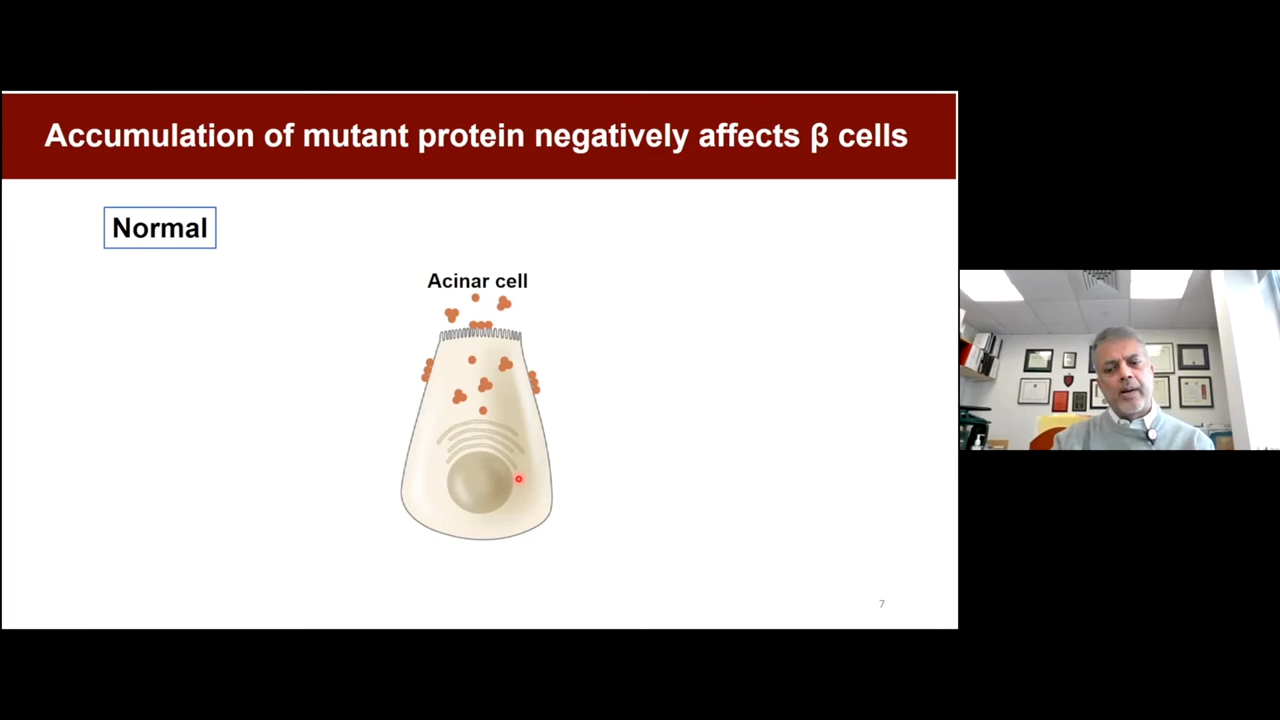 Accumulation of mutant protein negatively affects β cells
Normal
Acinar cell
7